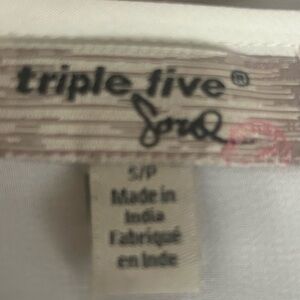 triple five®
Soul
S/P
Made in
India
Fabriqué
en Inde